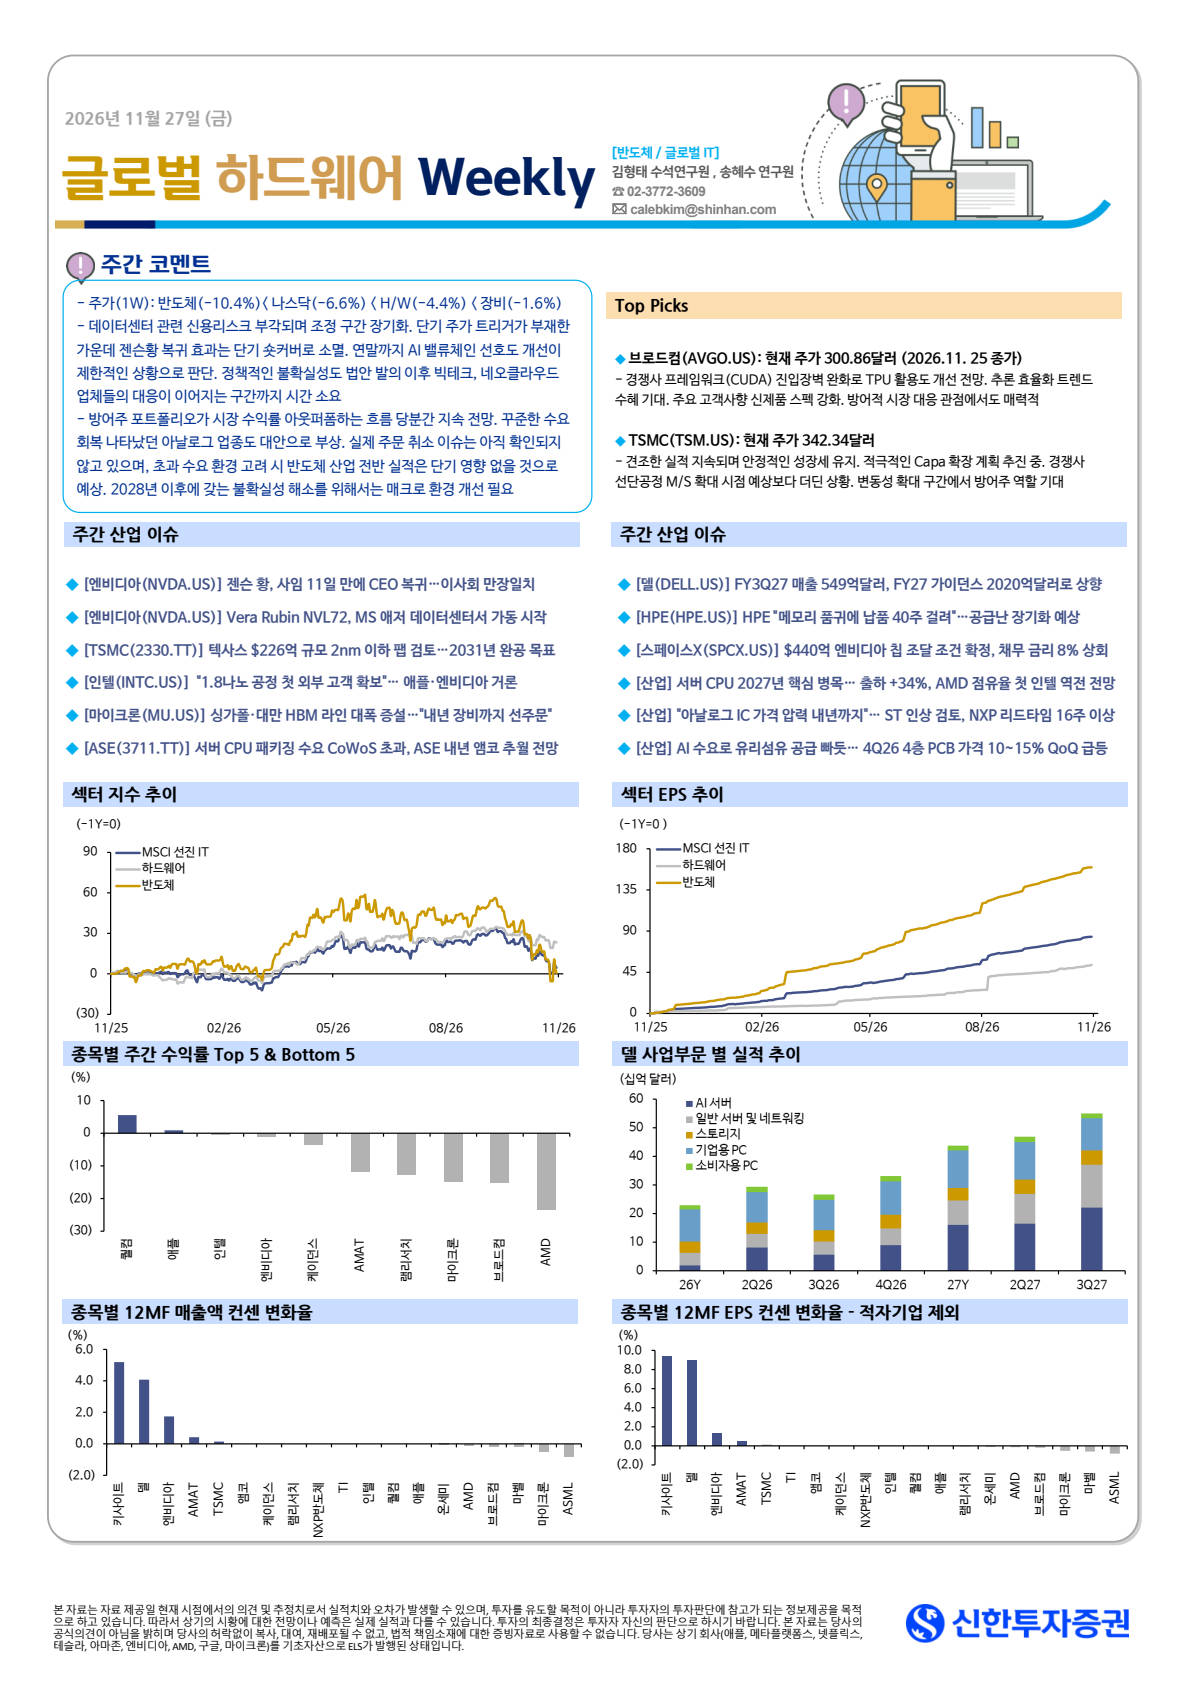 2026년 11월 27일 (금)
글로벌 하드웨어 Weekly
[반도체 / 글로벌 IT]
김형태 수석연구원 , 송혜수 연구원
☎ 02-3772-3609
✉ calebkim@shinhan.com
주간 코멘트
- 주가(1W): 반도체(-10.4%)< 나스닥(-6.6%) < H/W(-4.4%) < 장비(-1.6%)
- 데이터센터 관련 신용리스크 부각되며 조정 구간 장기화. 단기 주가 트리거가 부재한
가운데 젠슨황 복귀 효과는 단기 숏커버로 소멸. 연말까지 AI 밸류체인 선호도 개선이
제한적인 상황으로 판단. 정책적인 불확실성도 법안 발의 이후 빅테크, 네오클라우드
업체들의 대응이 이어지는 구간까지 시간 소요
- 방어주 포트폴리오가 시장 수익률 아웃퍼폼하는 흐름 당분간 지속 전망. 꾸준한 수요
회복 나타났던 아날로그 업종도 대안으로 부상. 실제 주문 취소 이슈는 아직 확인되지
않고 있으며, 초과 수요 환경 고려 시 반도체 산업 전반 실적은 단기 영향 없을 것으로
예상. 2028년 이후에 갖는 불확실성 해소를 위해서는 매크로 환경 개선 필요
Top Picks
◆ 브로드컴(AVGO.US): 현재 주가 300.86달러 (2026.11. 25 종가)
- 경쟁사 프레임워크(CUDA) 진입장벽 완화로 TPU 활용도 개선 전망. 추론 효율화 트렌드
수혜 기대. 주요 고객사향 신제품 스펙 강화. 방어적 시장 대응 관점에서도 매력적
◆ TSMC(TSM.US): 현재 주가 342.34달러
- 견조한 실적 지속되며 안정적인 성장세 유지. 적극적인 Capa 확장 계획 추진 중. 경쟁사
선단공정 M/S 확대 시점 예상보다 더딘 상황. 변동성 확대 구간에서 방어주 역할 기대
주간 산업 이슈
◆ [엔비디아(NVDA.US)] 젠슨 황, 사임 11일 만에 CEO 복귀…이사회 만장일치
◆ [엔비디아(NVDA.US)] Vera Rubin NVL72, MS 애저 데이터센터서 가동 시작
◆ [TSMC(2330.TT)] 텍사스 $226억 규모 2nm 이하 팹 검토…2031년 완공 목표
◆ [인텔(INTC.US)] "1.8나노 공정 첫 외부 고객 확보"… 애플·엔비디아 거론
◆ [마이크론(MU.US)] 싱가폴·대만 HBM 라인 대폭 증설…"내년 장비까지 선주문"
◆ [ASE(3711.TT)] 서버 CPU 패키징 수요 CoWoS 초과, ASE 내년 앰코 추월 전망
주간 산업 이슈
◆ [델(DELL.US)] FY3Q27 매출 549억달러, FY27 가이던스 2020억달러로 상향
◆ [HPE(HPE.US)] HPE "메모리 품귀에 납품 40주 걸려"…공급난 장기화 예상
◆ [스페이스X(SPCX.US)] $440억 엔비디아 칩 조달 조건 확정, 채무 금리 8% 상회
◆ [산업] 서버 CPU 2027년 핵심 병목… 출하 +34%, AMD 점유율 첫 인텔 역전 전망
◆ [산업] "아날로그 IC 가격 압력 내년까지"… ST 인상 검토, NXP 리드타임 16주 이상
◆ [산업] AI 수요로 유리섬유 공급 빠듯… 4Q26 4층 PCB 가격 10~15% QoQ 급등
섹터 지수 추이
(-1Y=0)
MSCI 선진 IT
하드웨어
반도체
90
60
30
0
(30)
11/25 02/26 05/26 08/26 11/26
섹터 EPS 추이
(-1Y=0 )
MSCI 선진 IT
하드웨어
반도체
180
135
90
45
0
11/25 02/26 05/26 08/26 11/26
종목별 주간 수익률 Top 5 & Bottom 5
(%)
10
0
(10)
(20)
(30)
퀄컴 애플 인텔 엔비디아 케이던스 AMAT 램리서치 마이크론 브로드컴 AMD
델 사업부문 별 실적 추이
(십억 달러)
AI 서버
일반 서버 및 네트워킹
스토리지
기업용 PC
소비자용 PC
60
50
40
30
20
10
0
26Y 2Q26 3Q26 4Q26 27Y 2Q27 3Q27
종목별 12MF 매출액 컨센 변화율
(%)
6.0
4.0
2.0
0.0
(2.0)
키사이트 델 엔비디아 AMAT TSMC 앰코 케이던스 램리서치 NXP반도체 TI 인텔 퀄컴 애플 온세미 AMD 브로드컴 마벨 마이크론 ASML
종목별 12MF EPS 컨센 변화율 - 적자기업 제외
(%)
10.0
8.0
6.0
4.0
2.0
0.0
(2.0)
키사이트 델 엔비디아 AMAT TSMC TI 앰코 케이던스 NXP반도체 인텔 퀄컴 애플 램리서치 온세미 AMD 브로드컴 마이크론 마벨 ASML
본 자료는 자료 제공일 현재 시점에서의 의견 및 추정치로서 실적치와 오차가 발생할 수 있으며, 투자를 유도할 목적이 아니라 투자자의 투자판단에 참고가 되는 정보제공을 목적
으로 하고 있습니다. 따라서 상기의 시황에 대한 전망이나 예측은 실제 실적과 다를 수 있습니다. 투자의 최종결정은 투자자 자신의 판단으로 하시기 바랍니다. 본 자료는 당사의
공식의견이 아님을 밝히며 당사의 허락없이 복사, 대여, 재배포될 수 없고, 법적 책임소재에 대한 증빙자료로 사용될 수 없습니다. 당사는 상기 회사(애플, 메타플랫폼스, 넷플릭스,
테슬라, 아마존, 엔비디아, AMD, 구글, 마이크론)를 기초자산으로 ELS가 발행된 상태입니다.
신한투자증권